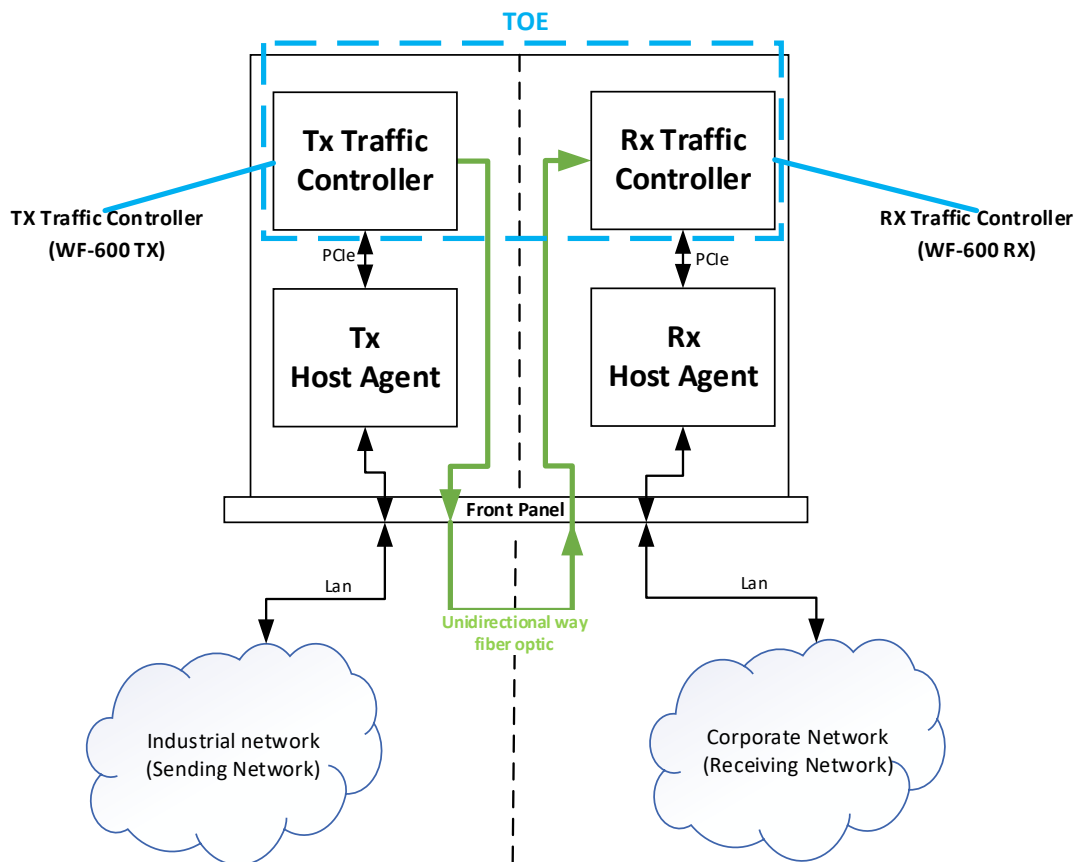 TOE
Tx Traffic
Controller
Rx Traffic
Controller
TX Traffic Controller
(WF-600 TX)
RX Traffic Controller
(WF-600 RX)
PCIe
PCIe
Tx
Host Agent
Rx
Host Agent
Front Panel
Lan
Lan
Unidirectional way
fiber optic
Industrial network
(Sending Network)
Corporate Network
(Receiving Network)